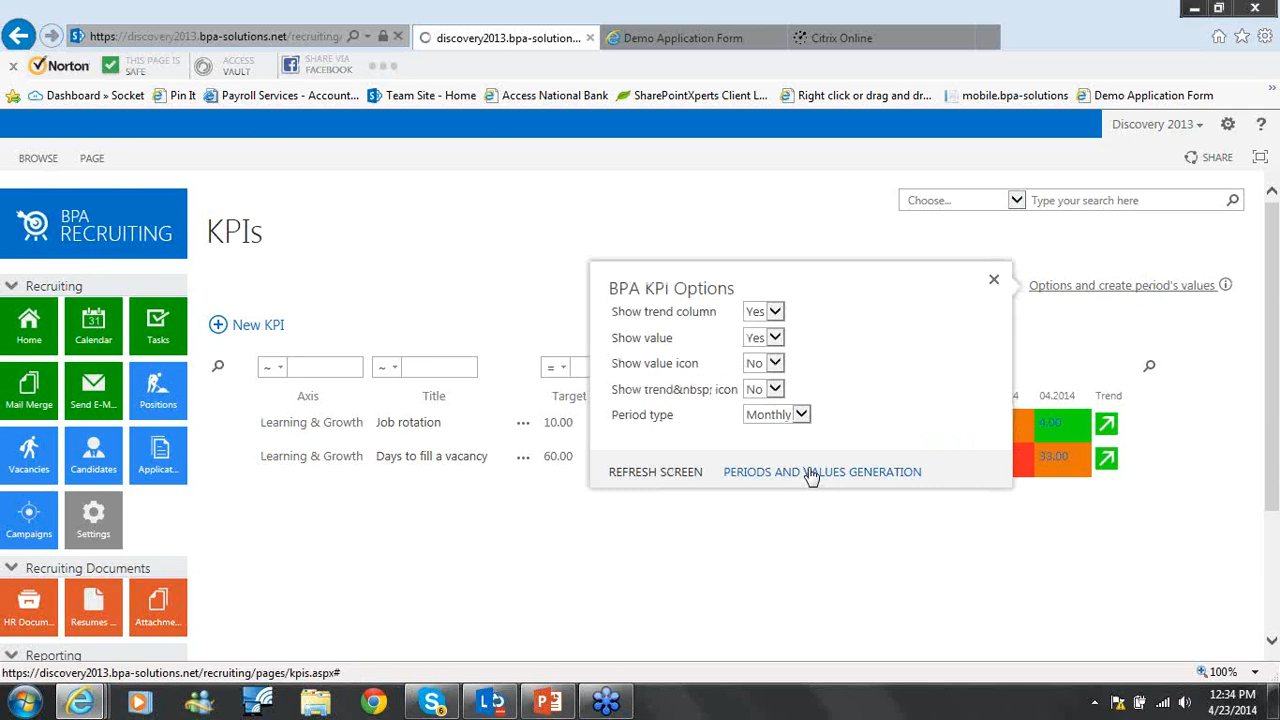 https://discovery2013.bpa-solutions.net/recruiting/
discovery2013.bpa-solution...
Demo Application Form
Citrix Online
Norton
THIS PAGE IS
SAFE
ACCESS
VAULT
SHARE VIA
FACEBOOK
Dashboard » Socket
Pin It
Payroll Services - Account...
Team Site - Home
Access National Bank
SharePointXperts Client L...
Right click or drag and dr...
mobile.bpa-solutions
Demo Application Form
Discovery 2013
BROWSE
PAGE
SHARE
BPA
RECRUITING
KPIs
Choose...
Type your search here
Options and create period's values
Recruiting
Home
Calendar
Tasks
Mail Merge
Send E-M...
Positions
Vacancies
Candidates
Applicat...
Campaigns
Settings
Recruiting Documents
HR Docum...
Resumes ...
Attachme...
Reporting
New KPI
~
~
=
Axis
Title
Target
4
04.2014
Trend
Learning & Growth
Job rotation
10.00
4.00
Learning & Growth
Days to fill a vacancy
60.00
33.00
BPA KPI Options
Show trend column
Yes
Show value
Yes
Show value icon
No
Show trend&nbsp; icon
No
Period type
Monthly
REFRESH SCREEN
PERIODS AND VALUES GENERATION
https://discovery2013.bpa-solutions.net/recruiting/pages/kpis.aspx#
100%
12:34 PM
4/23/2014